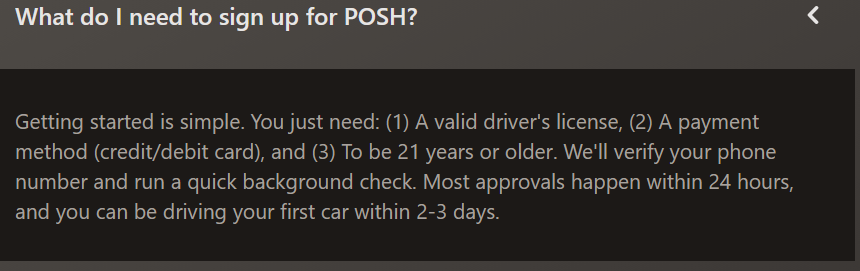 What do I need to sign up for POSH?
Getting started is simple. You just need: (1) A valid driver's license, (2) A payment
method (credit/debit card), and (3) To be 21 years or older. We'll verify your phone
number and run a quick background check. Most approvals happen within 24 hours,
and you can be driving your first car within 2-3 days.